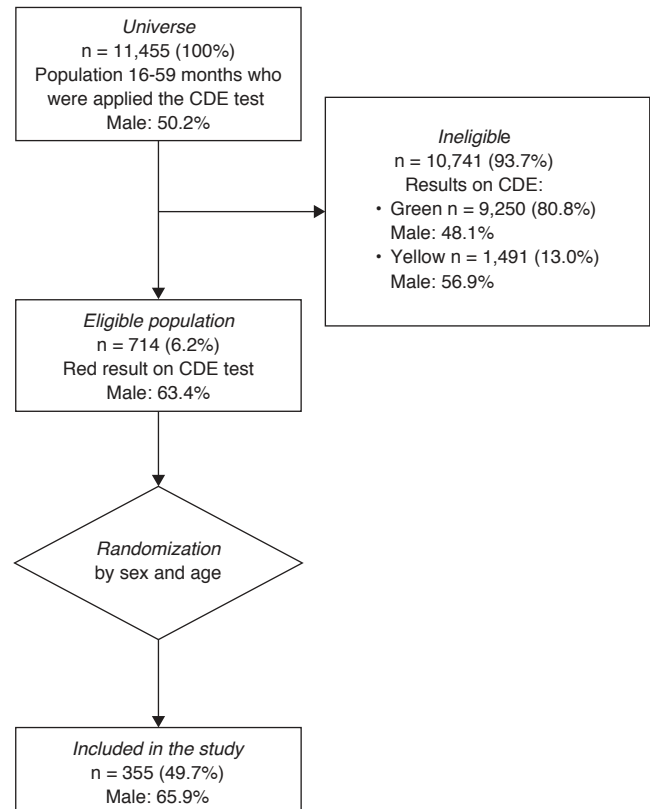 Universe
n = 11,455 (100%)
Population 16-59 months who
were applied the CDE test
Male: 50.2%
Ineligible
n = 10,741 (93.7%)
Results on CDE:
• Green n = 9,250 (80.8%)
Male: 48.1%
• Yellow n = 1,491 (13.0%)
Male: 56.9%
Eligible population
n = 714 (6.2%)
Red result on CDE test
Male: 63.4%
Randomization
by sex and age
Included in the study
n = 355 (49.7%)
Male: 65.9%